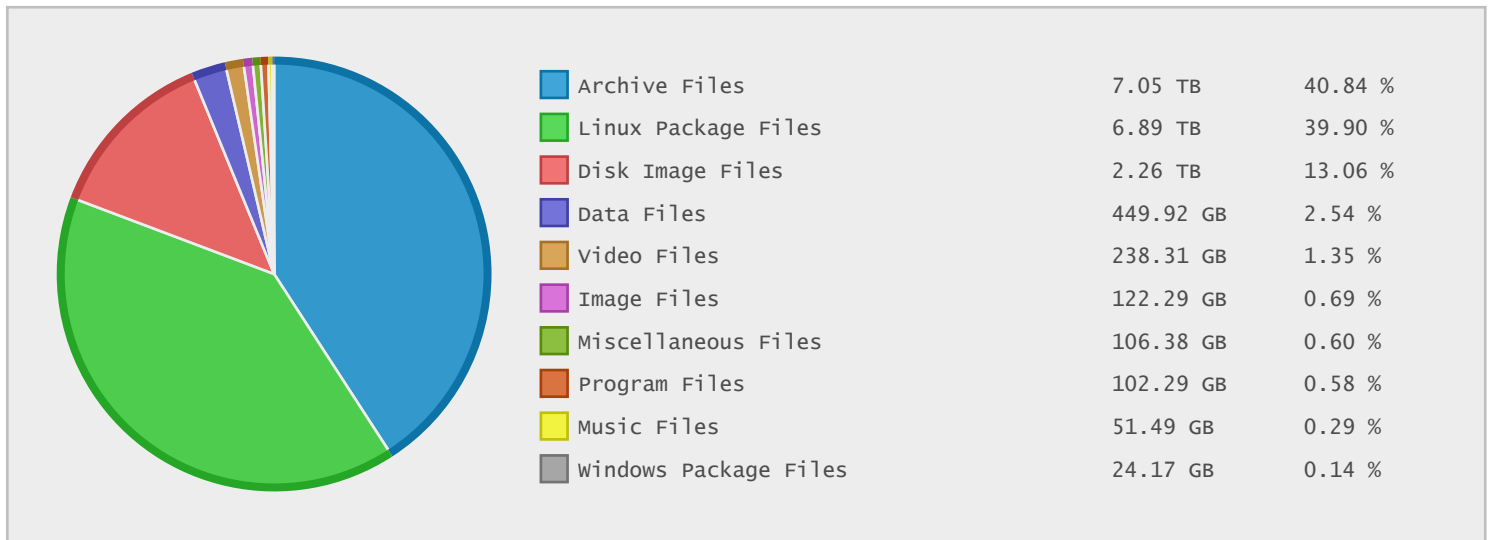 Archive Files 7.05 TB 40.84 %
Linux Package Files 6.89 TB 39.90 %
Disk Image Files 2.26 TB 13.06 %
Data Files 449.92 GB 2.54 %
Video Files 238.31 GB 1.35 %
Image Files 122.29 GB 0.69 %
Miscellaneous Files 106.38 GB 0.60 %
Program Files 102.29 GB 0.58 %
Music Files 51.49 GB 0.29 %
Windows Package Files 24.17 GB 0.14 %